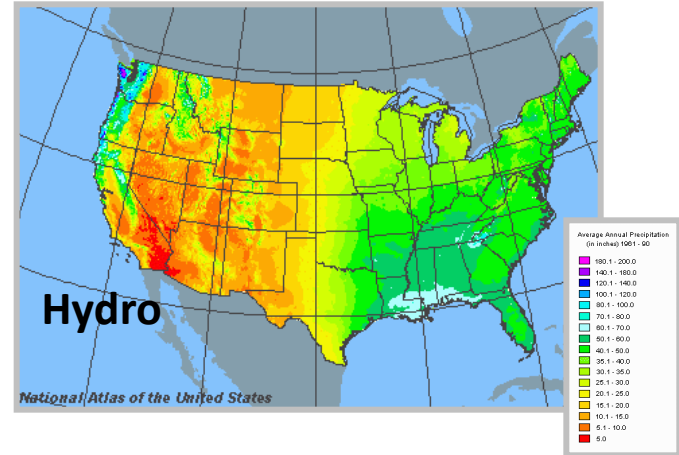 Hydro
National Atlas of the United States
Average Annual Precipitation
(in inches) 1961 - 90
180.1 - 200.0
140.1 - 180.0
120.1 - 140.0
100.1 - 120.0
80.1 - 100.0
70.1 - 80.0
60.1 - 70.0
50.1 - 60.0
40.1 - 50.0
35.1 - 40.0
30.1 - 35.0
25.1 - 30.0
20.1 - 25.0
15.1 - 20.0
10.1 - 15.0
5.1 - 10.0
5.0